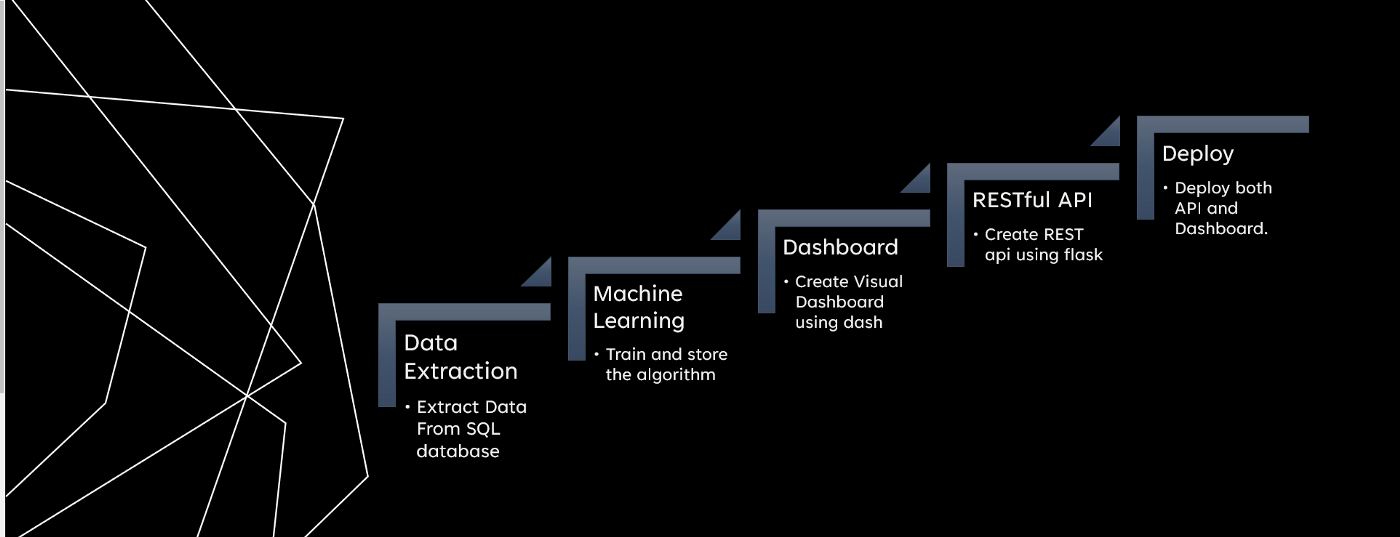 Data
Extraction
• Extract Data
From SQL
database
Machine
Learning
• Train and store
the algorithm
Dashboard
• Create Visual
Dashboard
using dash
RESTful API
• Create REST
api using flask
Deploy
• Deploy both
API and
Dashboard.